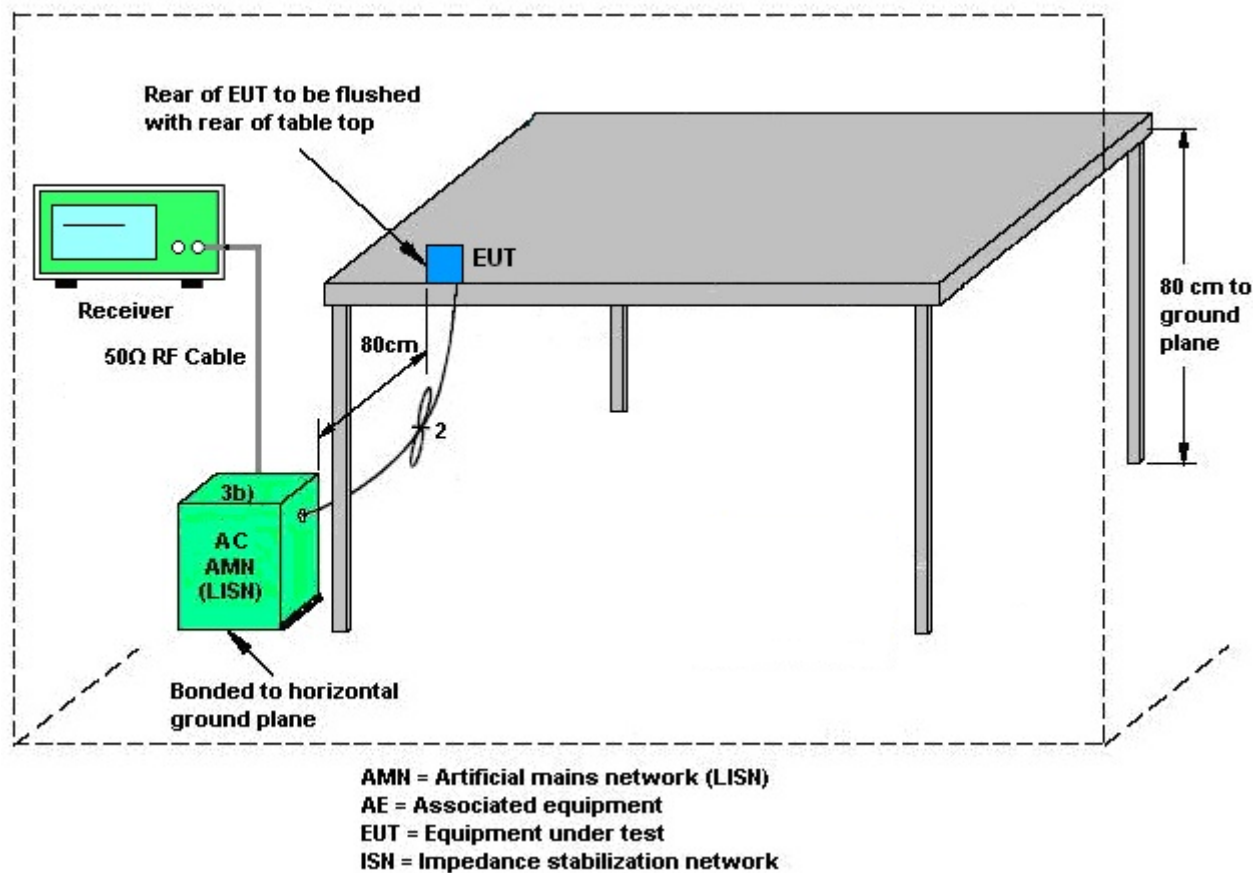 Rear of EUT to be flushed
with rear of table top
EUT
Receiver
50Ω RF Cable
80cm
80 cm to
ground
plane
2
3b)
AC
AMN
(LISN)
Bonded to horizontal
ground plane
AMN = Artificial mains network (LISN)
AE = Associated equipment
EUT = Equipment under test
ISN = Impedance stabilization network